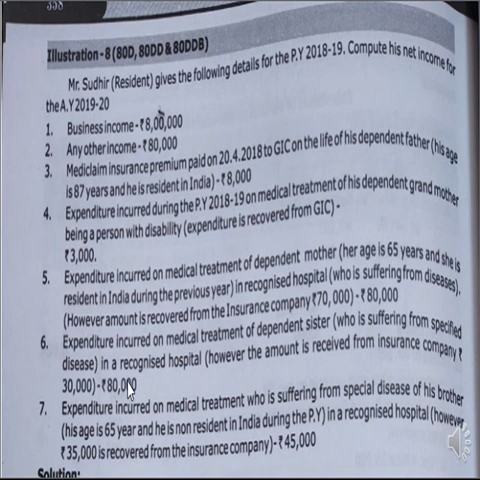 Illustration - 8 (80D, 80DD & 80DDB)
Mr. Sudhir (Resident) gives the following details for the P.Y 2018-19. Compute his net income for
the A.Y 2019-20
1. Business income - ₹8,00,000
2. Any other income - ₹80,000
3. Mediclaim insurance premium paid on 20.4.2018 to GIC on the life of his dependent father (his age
is 87 years and he is resident in India) - ₹8,000
4. Expenditure incurred during the P.Y 2018-19 on medical treatment of his dependent grand mother
being a person with disability (expenditure is recovered from GIC) -
₹3,000.
5. Expenditure incurred on medical treatment of dependent mother (her age is 65 years and she is
resident in India during the previous year) in recognised hospital (who is suffering from diseases).
(However amount is recovered from the Insurance company ₹70,000) - ₹80,000
6. Expenditure incurred on medical treatment of dependent sister (who is suffering from specified
disease) in a recognised hospital (however the amount is received from insurance company ₹
30,000) - ₹80,000
7. Expenditure incurred on medical treatment who is suffering from special disease of his brother
(his age is 65 year and he is non resident in India during the P.Y) in a recognised hospital (however
₹35,000 is recovered from the insurance company) - ₹45,000
Solution: